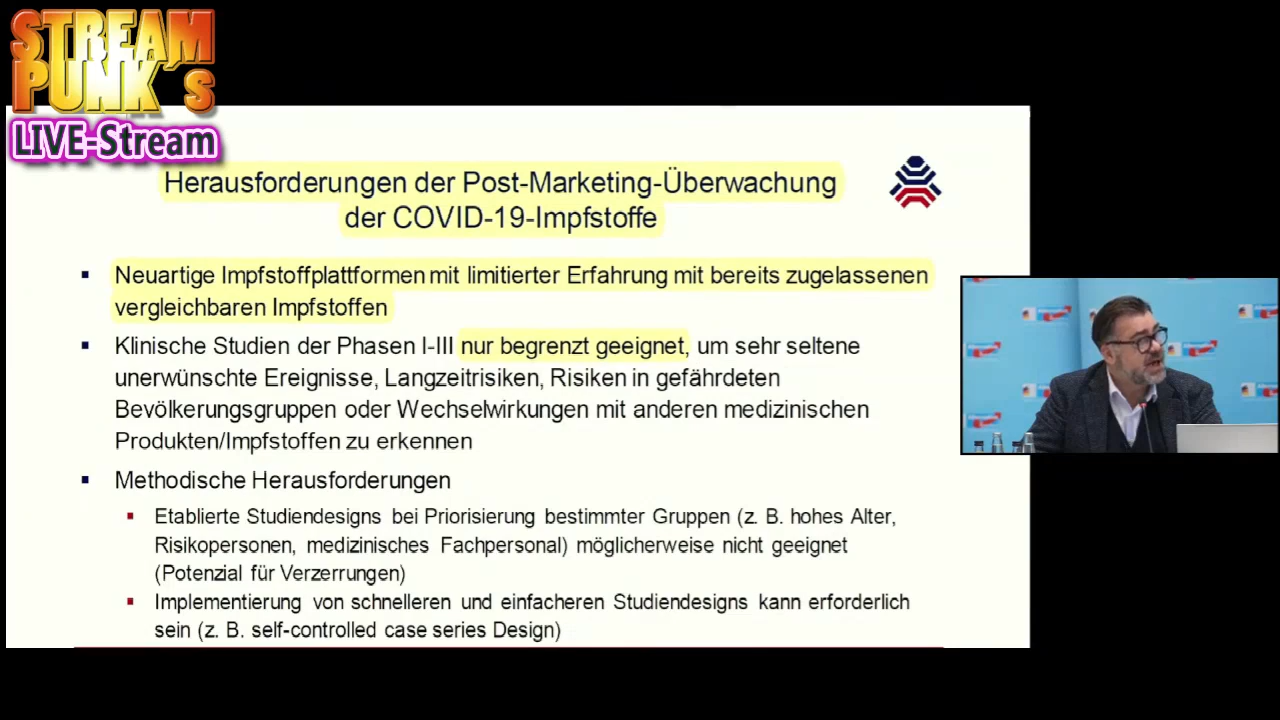 STREAM
PUNK´s
LIVE-Stream
Herausforderungen der Post-Marketing-Überwachung
der COVID-19-Impfstoffe
Neuartige Impfstoffplattformen mit limitierter Erfahrung mit bereits zugelassenen
vergleichbaren Impfstoffen
Klinische Studien der Phasen I-III nur begrenzt geeignet, um sehr seltene
unerwünschte Ereignisse, Langzeitrisiken, Risiken in gefährdeten
Bevölkerungsgruppen oder Wechselwirkungen mit anderen medizinischen
Produkten/Impfstoffen zu erkennen
Methodische Herausforderungen
Etablierte Studiendesigns bei Priorisierung bestimmter Gruppen (z. B. hohes Alter,
Risikopersonen, medizinisches Fachpersonal) möglicherweise nicht geeignet
(Potenzial für Verzerrungen)
Implementierung von schnelleren und einfacheren Studiendesigns kann erforderlich
sein (z. B. self-controlled case series Design)